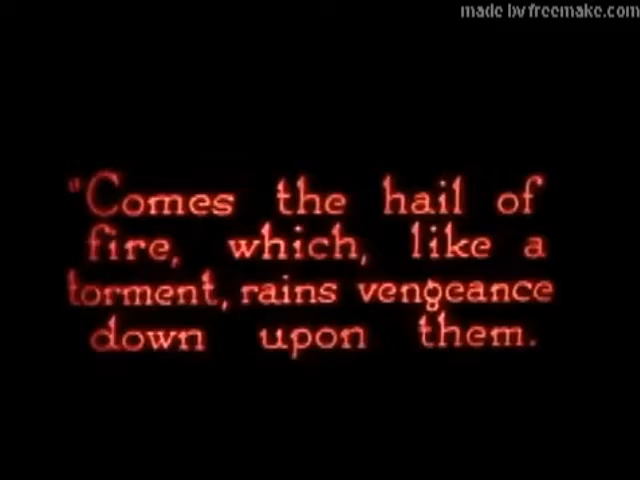 made by freemake.com
"Comes the hail of
fire, which, like a
torment, rains vengeance
down upon them.